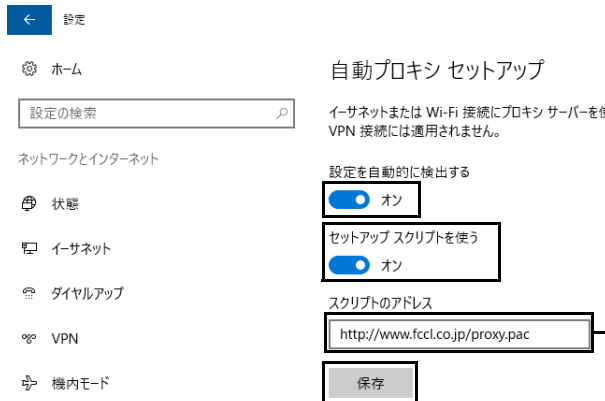 設定
ホーム
設定の検索
ネットワークとインターネット
状態
イーサネット
ダイヤルアップ
VPN
機内モード
自動プロキシ セットアップ
イーサネットまたは Wi-Fi 接続にプロキシ サーバーを
VPN 接続には適用されません。
設定を自動的に検出する
オン
セットアップ スクリプトを使う
オン
スクリプトのアドレス
http://www.fccl.co.jp/proxy.pac
保存